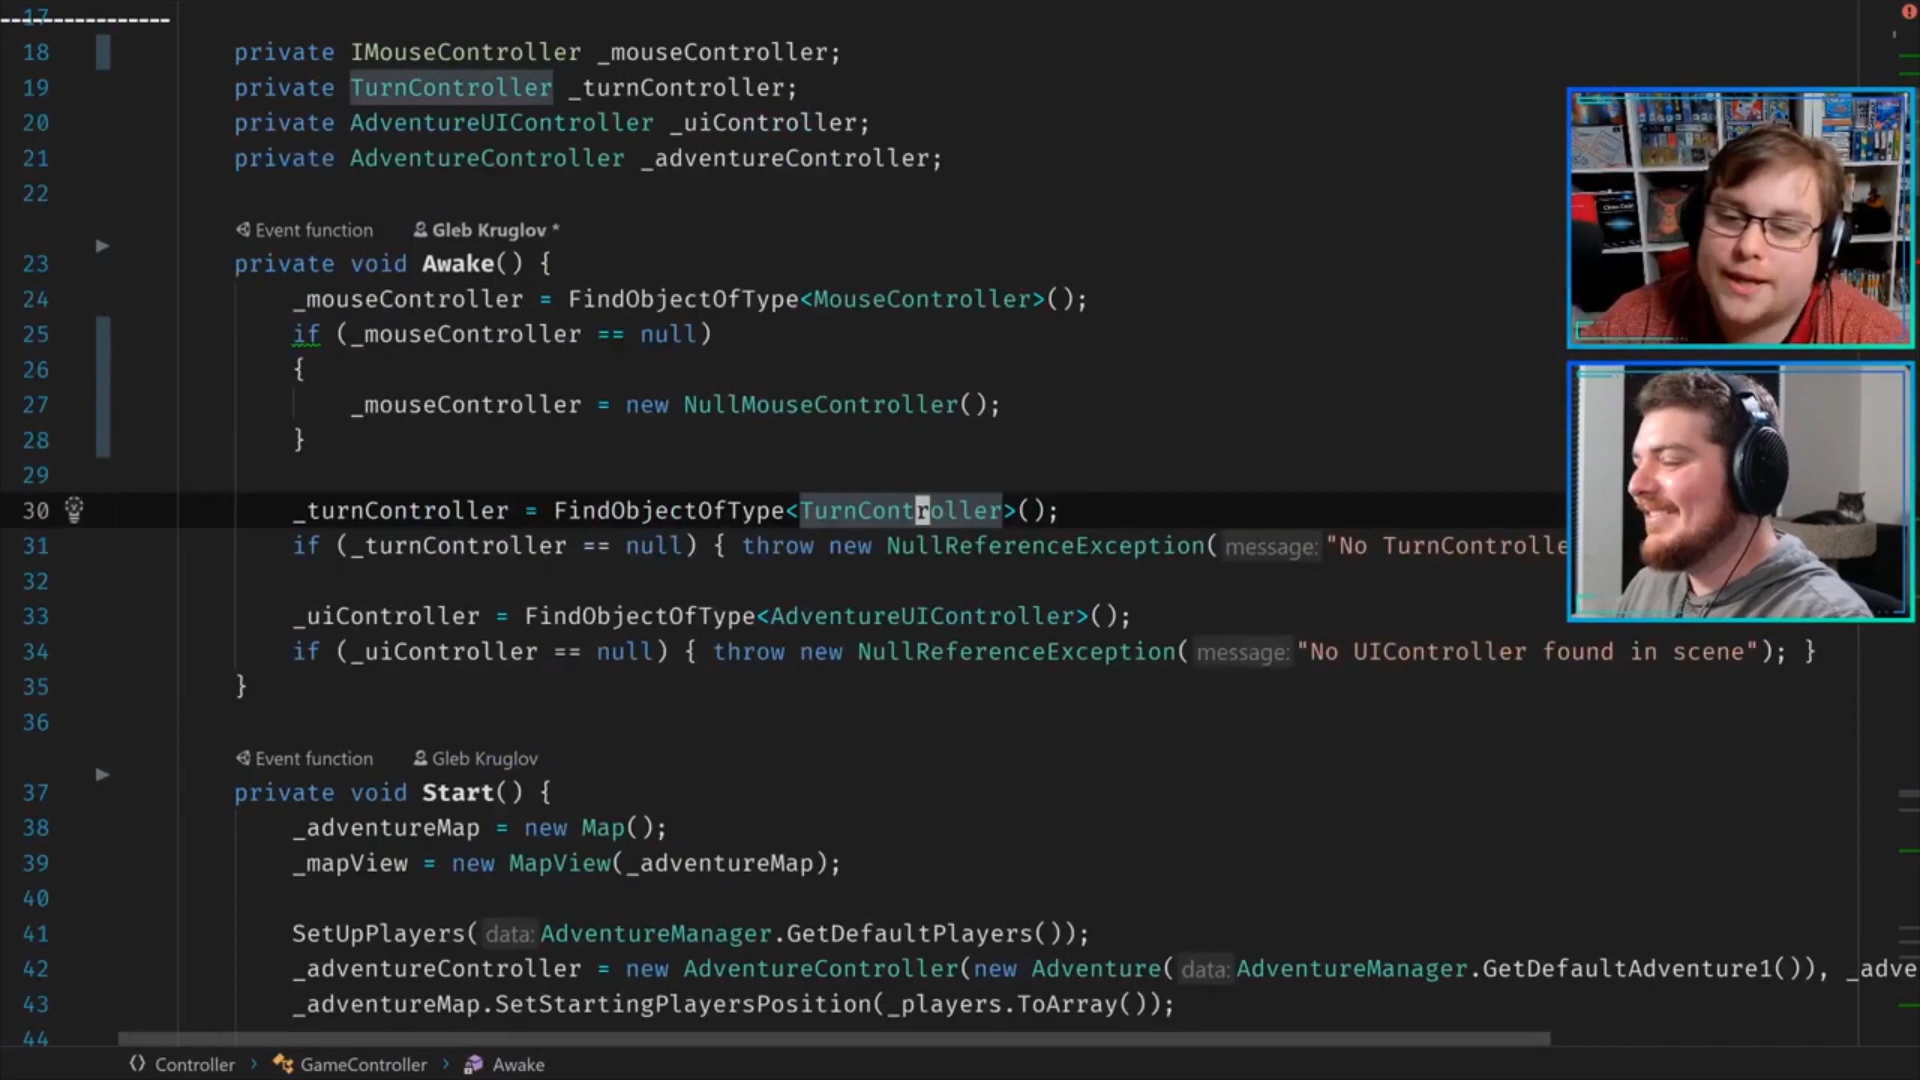 17
18 private IMouseController _mouseController;
19 private TurnController _turnController;
20 private AdventureUIController _uiController;
21 private AdventureController _adventureController;
22
Event function Gleb Kruglov *
23 private void Awake() {
24 _mouseController = FindObjectOfType<MouseController>();
25 if (_mouseController == null)
26 {
27 _mouseController = new NullMouseController();
28 }
29
30 _turnController = FindObjectOfType<TurnController>();
31 if (_turnController == null) { throw new NullReferenceException( message: "No TurnControlle
32
33 _uiController = FindObjectOfType<AdventureUIController>();
34 if (_uiController == null) { throw new NullReferenceException( message: "No UIController found in scene"); }
35 }
36
Event function Gleb Kruglov
37 private void Start() {
38 _adventureMap = new Map();
39 _mapView = new MapView(_adventureMap);
40
41 SetUpPlayers( data: AdventureManager.GetDefaultPlayers());
42 _adventureController = new AdventureController(new Adventure( data: AdventureManager.GetDefaultAdventure1()), _adve
43 _adventureMap.SetStartingPlayersPosition(_players.ToArray());
44
Controller > GameController > Awake